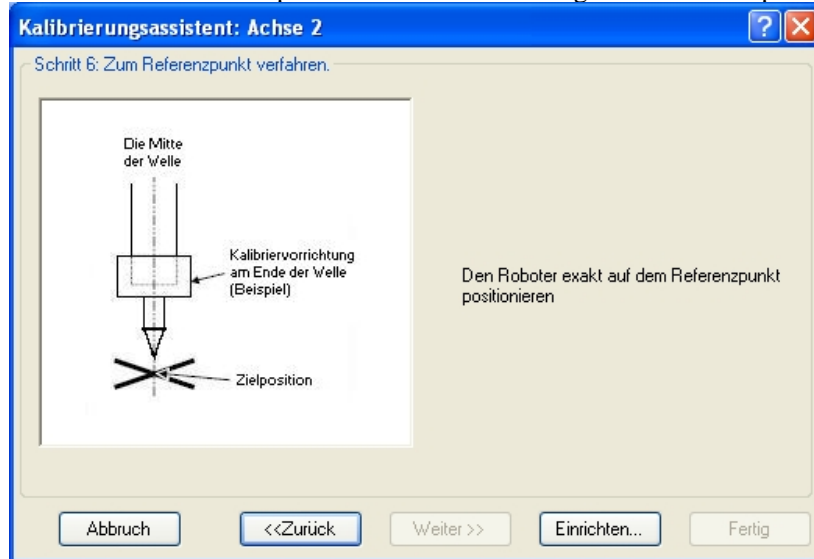 Kalibrierungsassistent: Achse 2
Schritt 6: Zum Referenzpunkt verfahren.
Die Mitte
der Welle
Kalibriervorrichtung
am Ende der Welle
(Beispiel)
Zielposition
Den Roboter exakt auf dem Referenzpunkt
positionieren
Abbruch
<<Zurück
Weiter >>
Einrichten...
Fertig